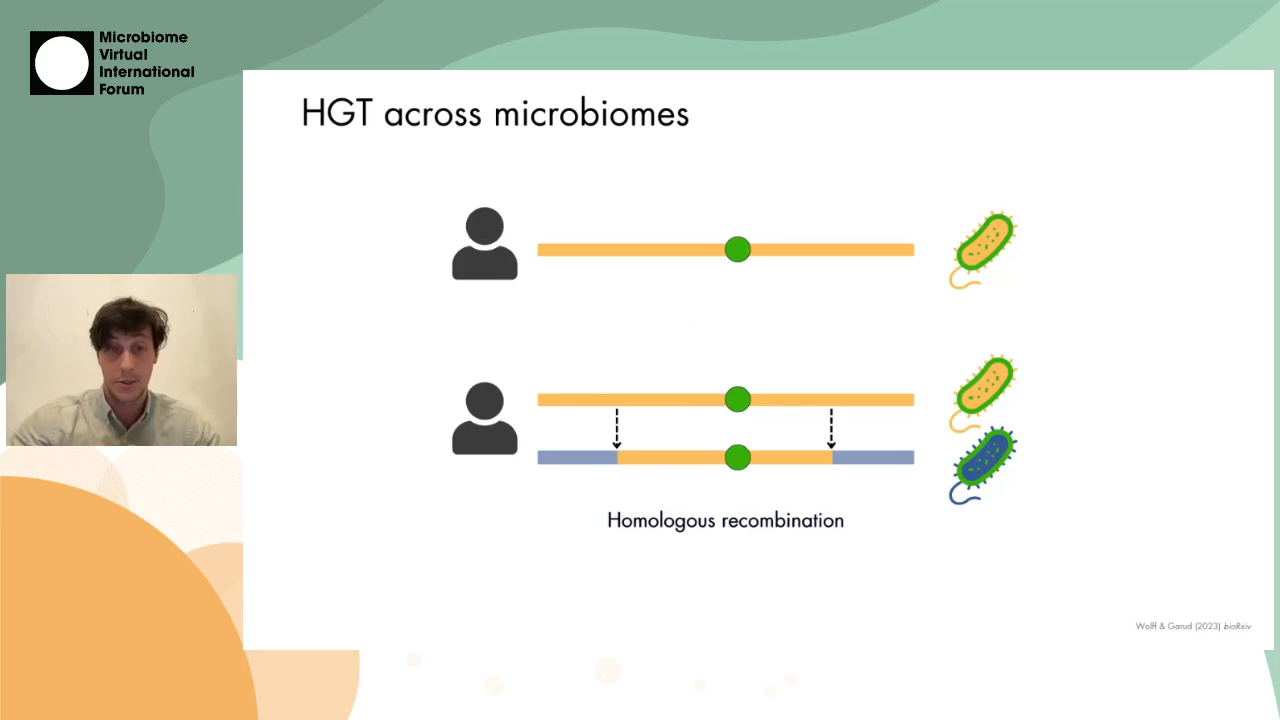 Microbiome
Virtual
International
Forum
HGT across microbiomes
Homologous recombination
Wolff & Garud (2023) bioRxiv